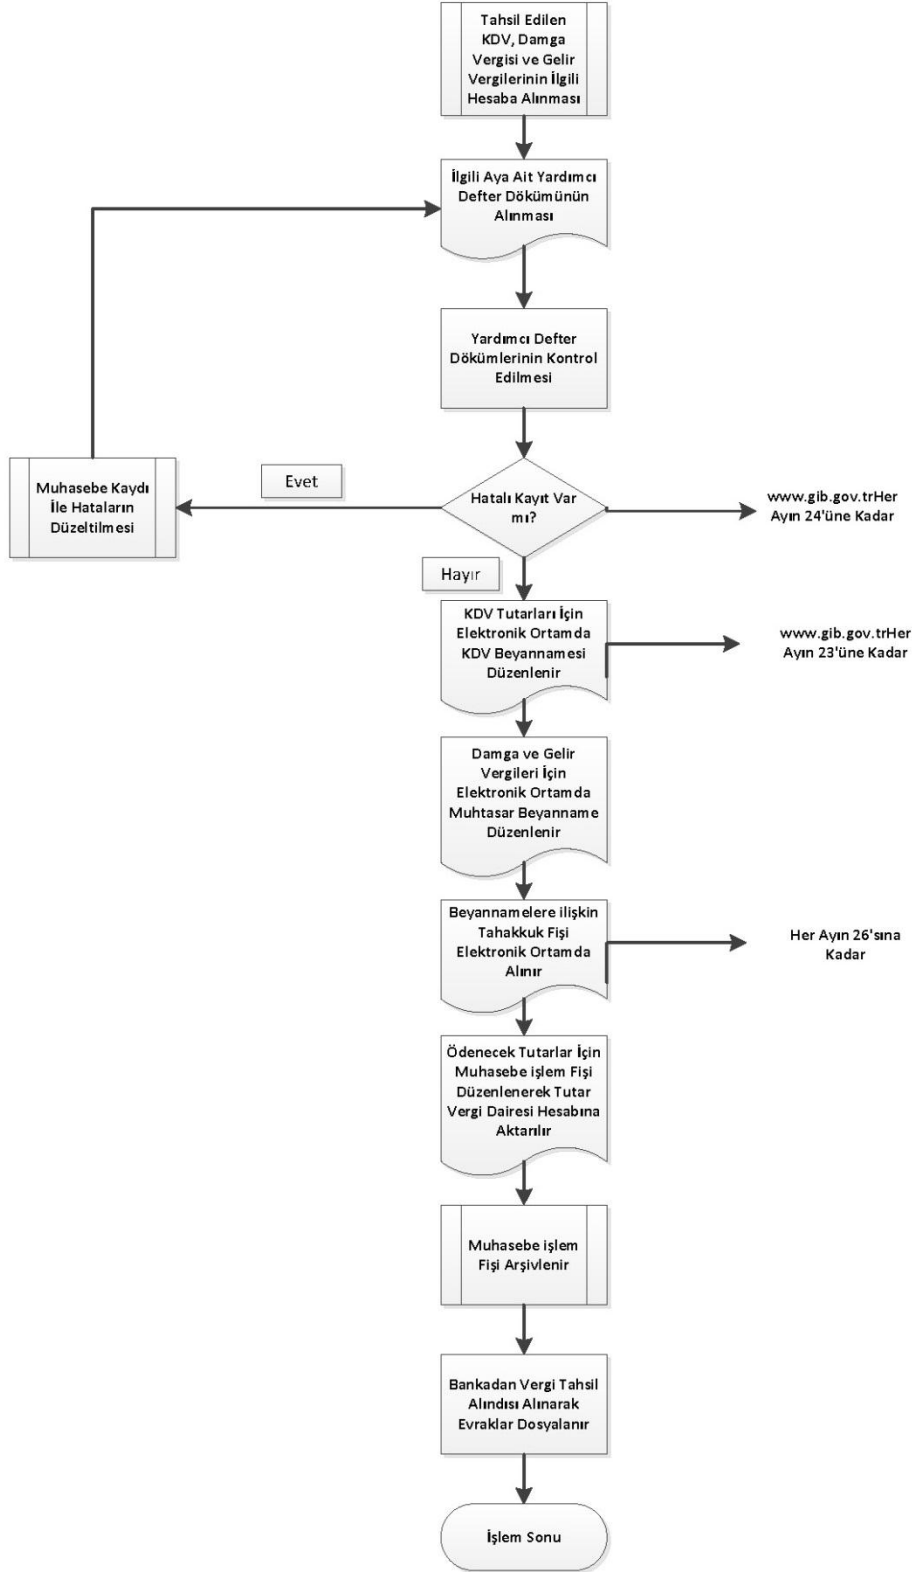 Tahsil Edilen
KDV, Damga
Vergisi ve Gelir
Vergilerinin İlgili
Hesaba Alınması
İlgili Aya Ait Yardımcı
Defter Dökümünün
Alınması
Yardımcı Defter
Dökümlerinin Kontrol
Edilmesi
Hatalı Kayıt Var
mı?
Evet
Muhasebe Kaydı
İle Hataların
Düzeltilmesi
www.gib.gov.trHer
Ayın 24'üne Kadar
Hayır
KDV Tutarları İçin
Elektronik Ortamda
KDV Beyannamesi
Düzenlenir
www.gib.gov.trHer
Ayın 23'üne Kadar
Damga ve Gelir
Vergileri İçin
Elektronik Ortamda
Muhtasar Beyanname
Düzenlenir
Beyannamelere ilişkin
Tahakkuk Fişi
Elektronik Ortamda
Alınır
Her Ayın 26'sına
Kadar
Ödenecek Tutarlar İçin
Muhasebe işlem Fişi
Düzenlenerek Tutar
Vergi Dairesi Hesabına
Aktarılır
Muhasebe işlem
Fişi Arşivlenir
Bankadan Vergi Tahsil
Alındısı Alınarak
Evraklar Dosyalanır
İşlem Sonu